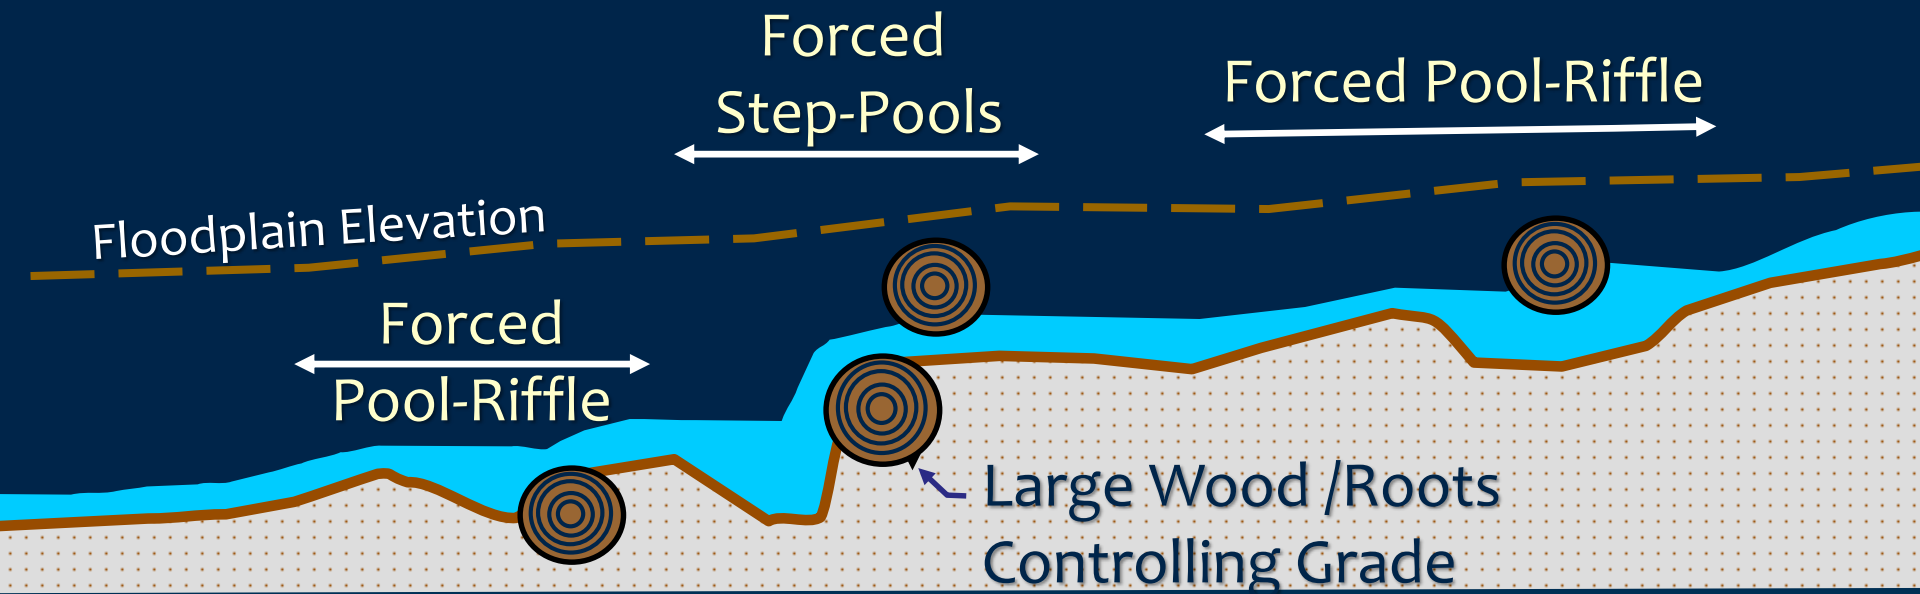 Forced
Step-Pools
Forced Pool-Riffle
Floodplain Elevation
Forced
Pool-Riffle
Large Wood /Roots
Controlling Grade